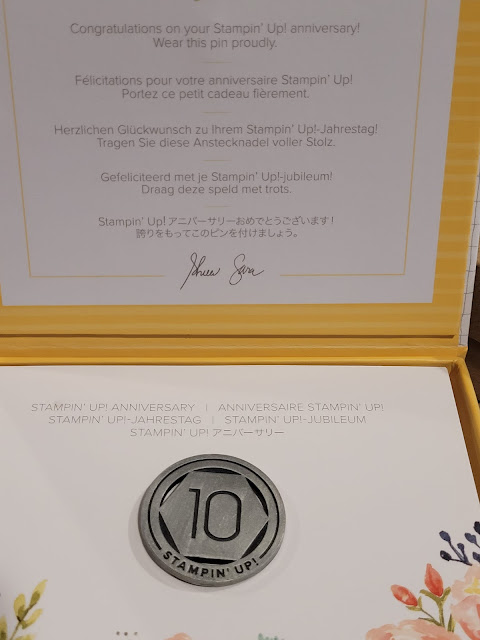 Congratulations on your Stampin' Up! anniversary!
Wear this pin proudly.
Félicitations pour votre anniversaire Stampin' Up!
Portez ce petit cadeau fièrement.
Herzlichen Glückwunsch zu Ihrem Stampin' Up!-Jahrestag!
Tragen Sie diese Anstecknadel voller Stolz.
Gefeliciteerd met je Stampin' Up!-jubileum!
Draag deze speld met trots.
Stampin' Up! アニバーサリーおめでとうございます！
誇りをもってこのピンを付けましょう。
Sara
STAMPIN' UP! ANNIVERSARY | ANNIVERSAIRE STAMPIN' UP!
STAMPIN' UP!-JAHRESTAG | STAMPIN' UP!-JUBILEUM
STAMPIN' UP! アニバーサリー
10
STAMPIN' UP!